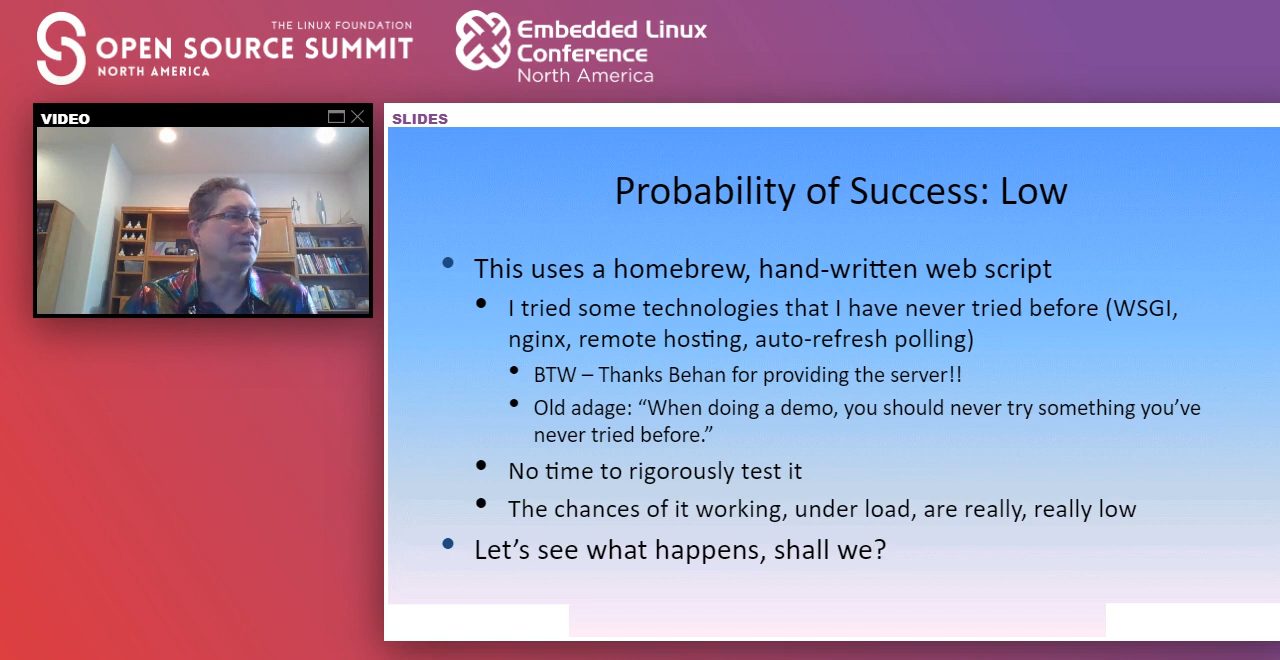 THE LINUX FOUNDATION
OPEN SOURCE SUMMIT
NORTH AMERICA
Embedded Linux
Conference
North America
VIDEO
SLIDES
Probability of Success: Low
• This uses a homebrew, hand-written web script
• I tried some technologies that I have never tried before (WSGI,
nginx, remote hosting, auto-refresh polling)
• BTW – Thanks Behan for providing the server!!
• Old adage: “When doing a demo, you should never try something you’ve
never tried before.”
• No time to rigorously test it
• The chances of it working, under load, are really, really low
• Let’s see what happens, shall we?